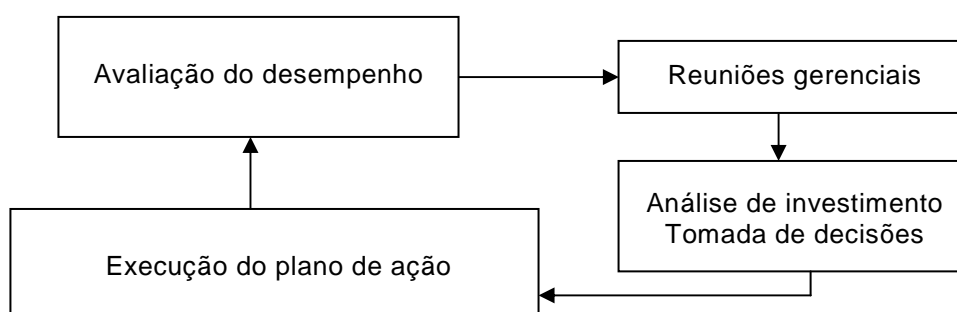 Avaliação do desempenho
Reuniões gerenciais
Análise de investimento
Tomada de decisões
Execução do plano de ação